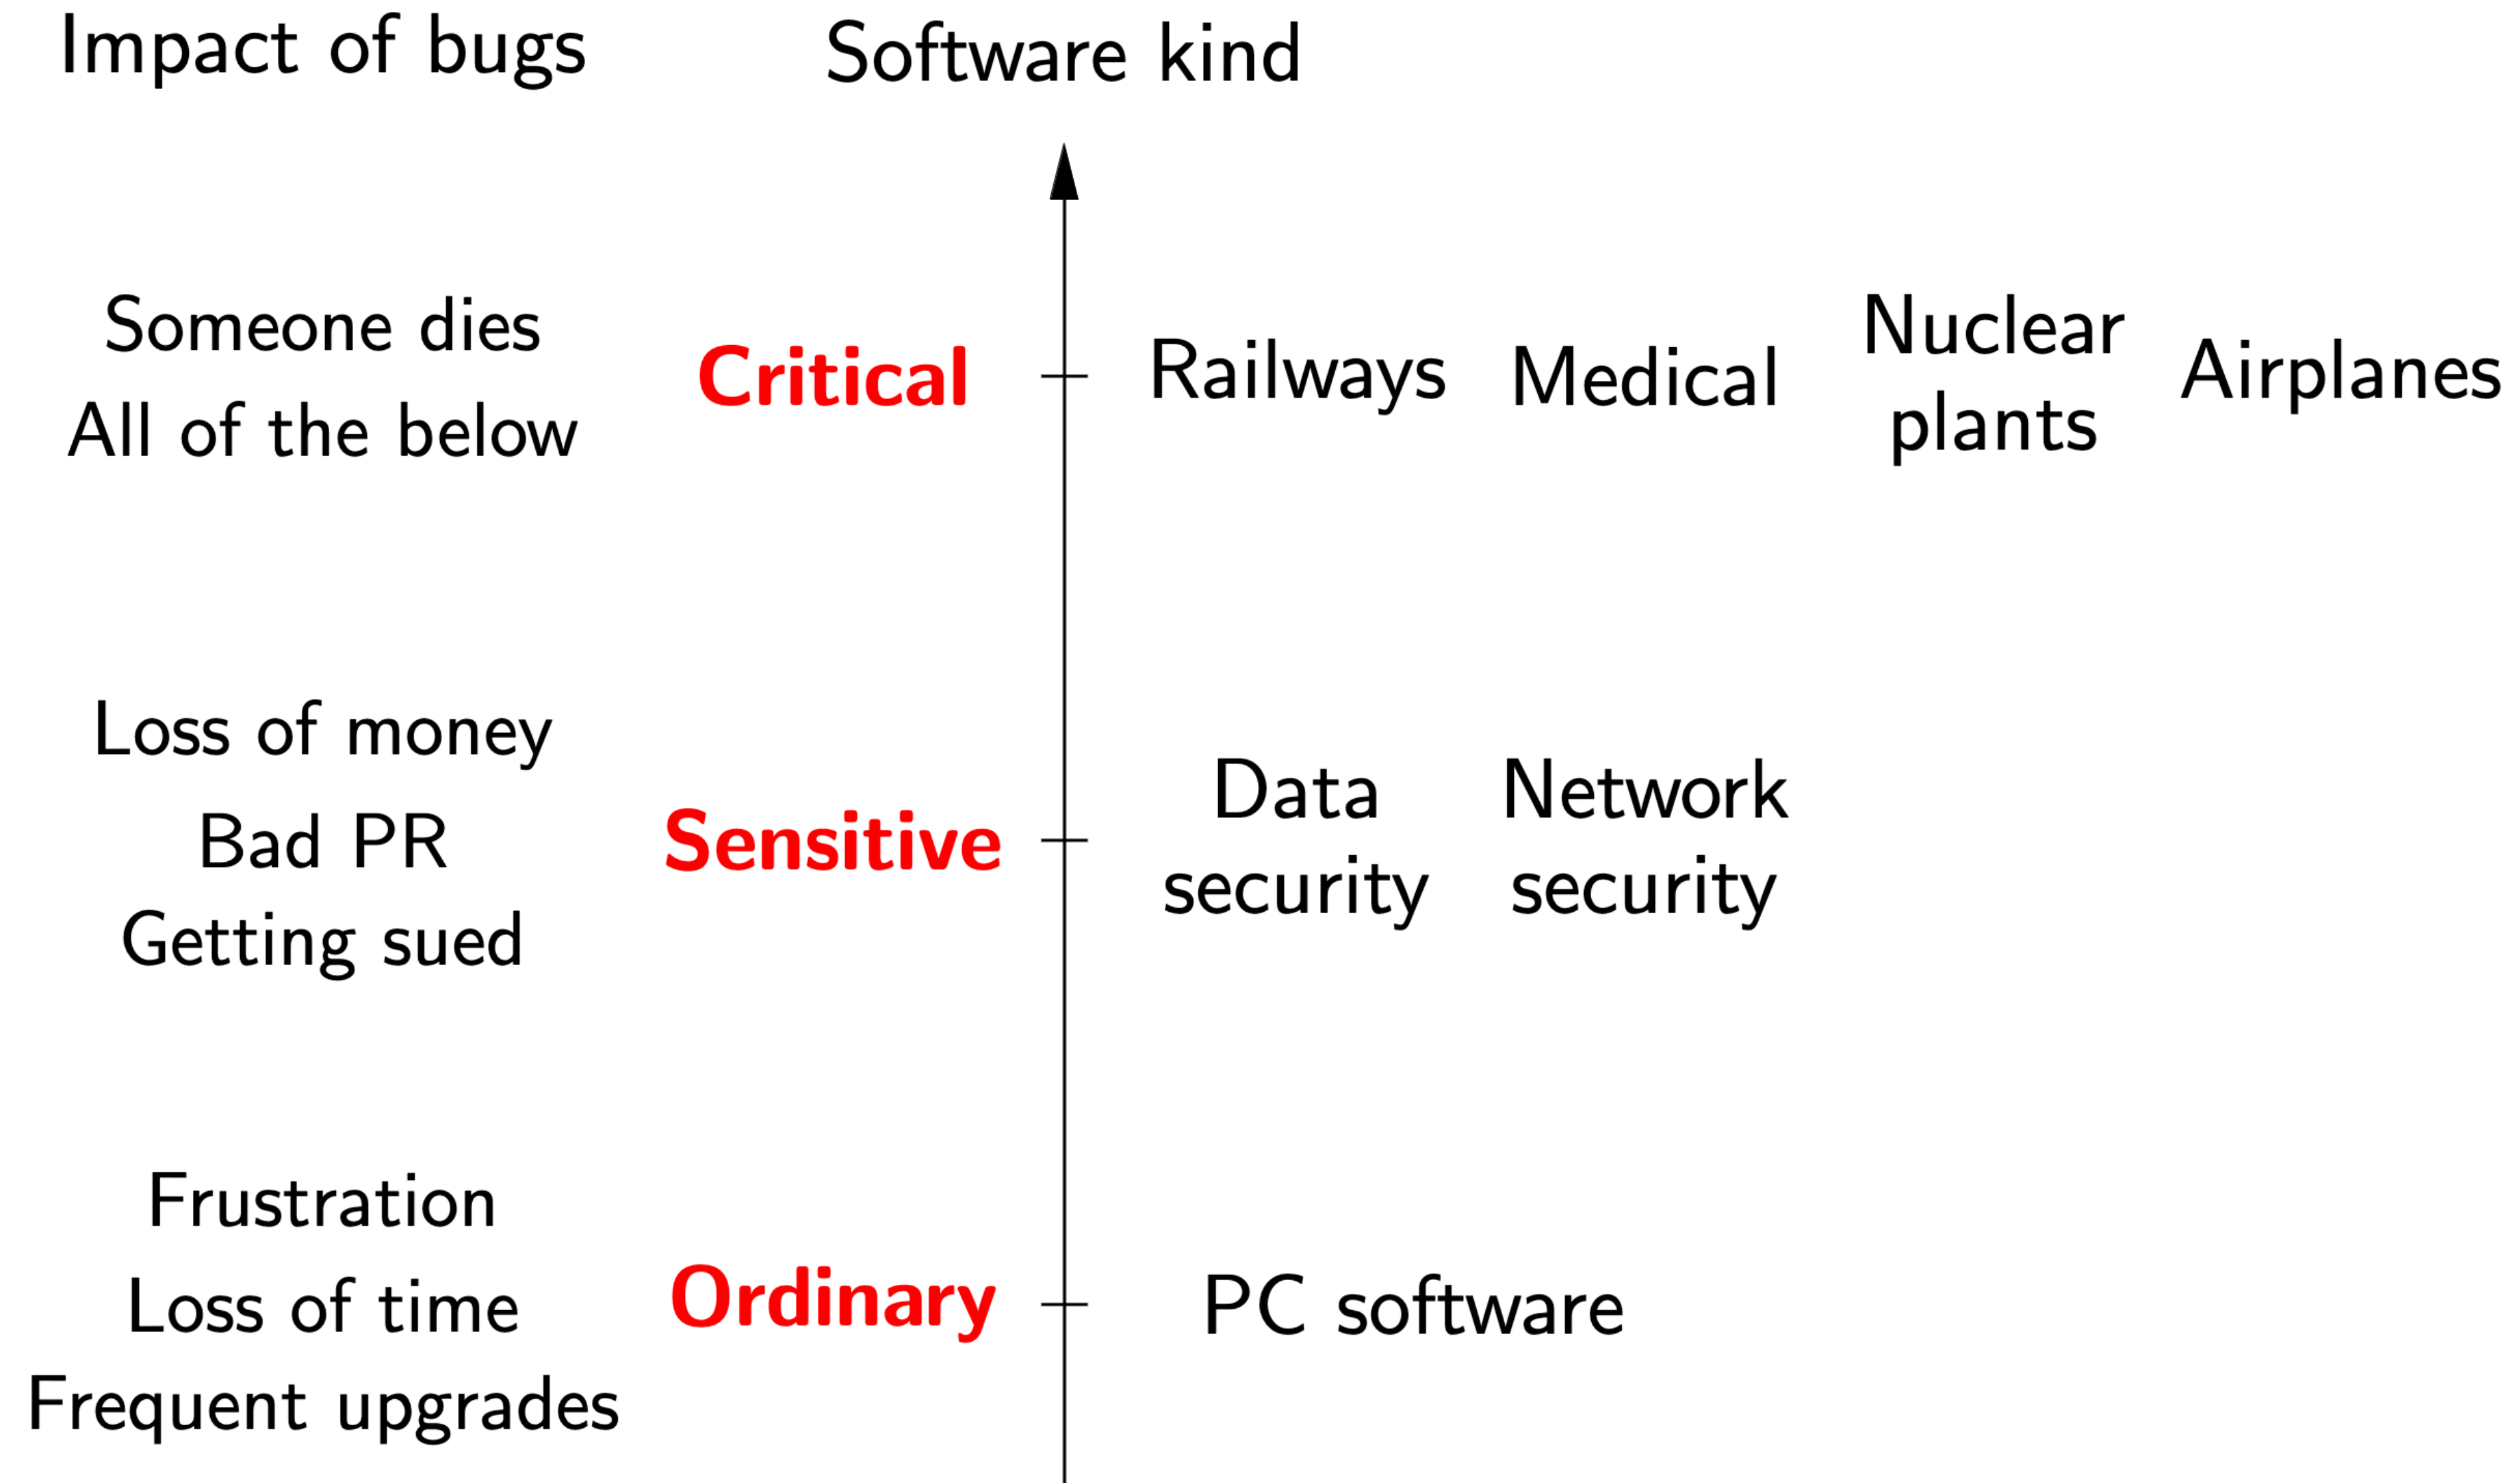 Impact of bugs
Software kind
Someone dies
All of the below
Critical
Railways
Medical
Nuclear
plants
Airplanes
Loss of money
Bad PR
Getting sued
Sensitive
Data
security
Network
security
Frustration
Loss of time
Frequent upgrades
Ordinary
PC software